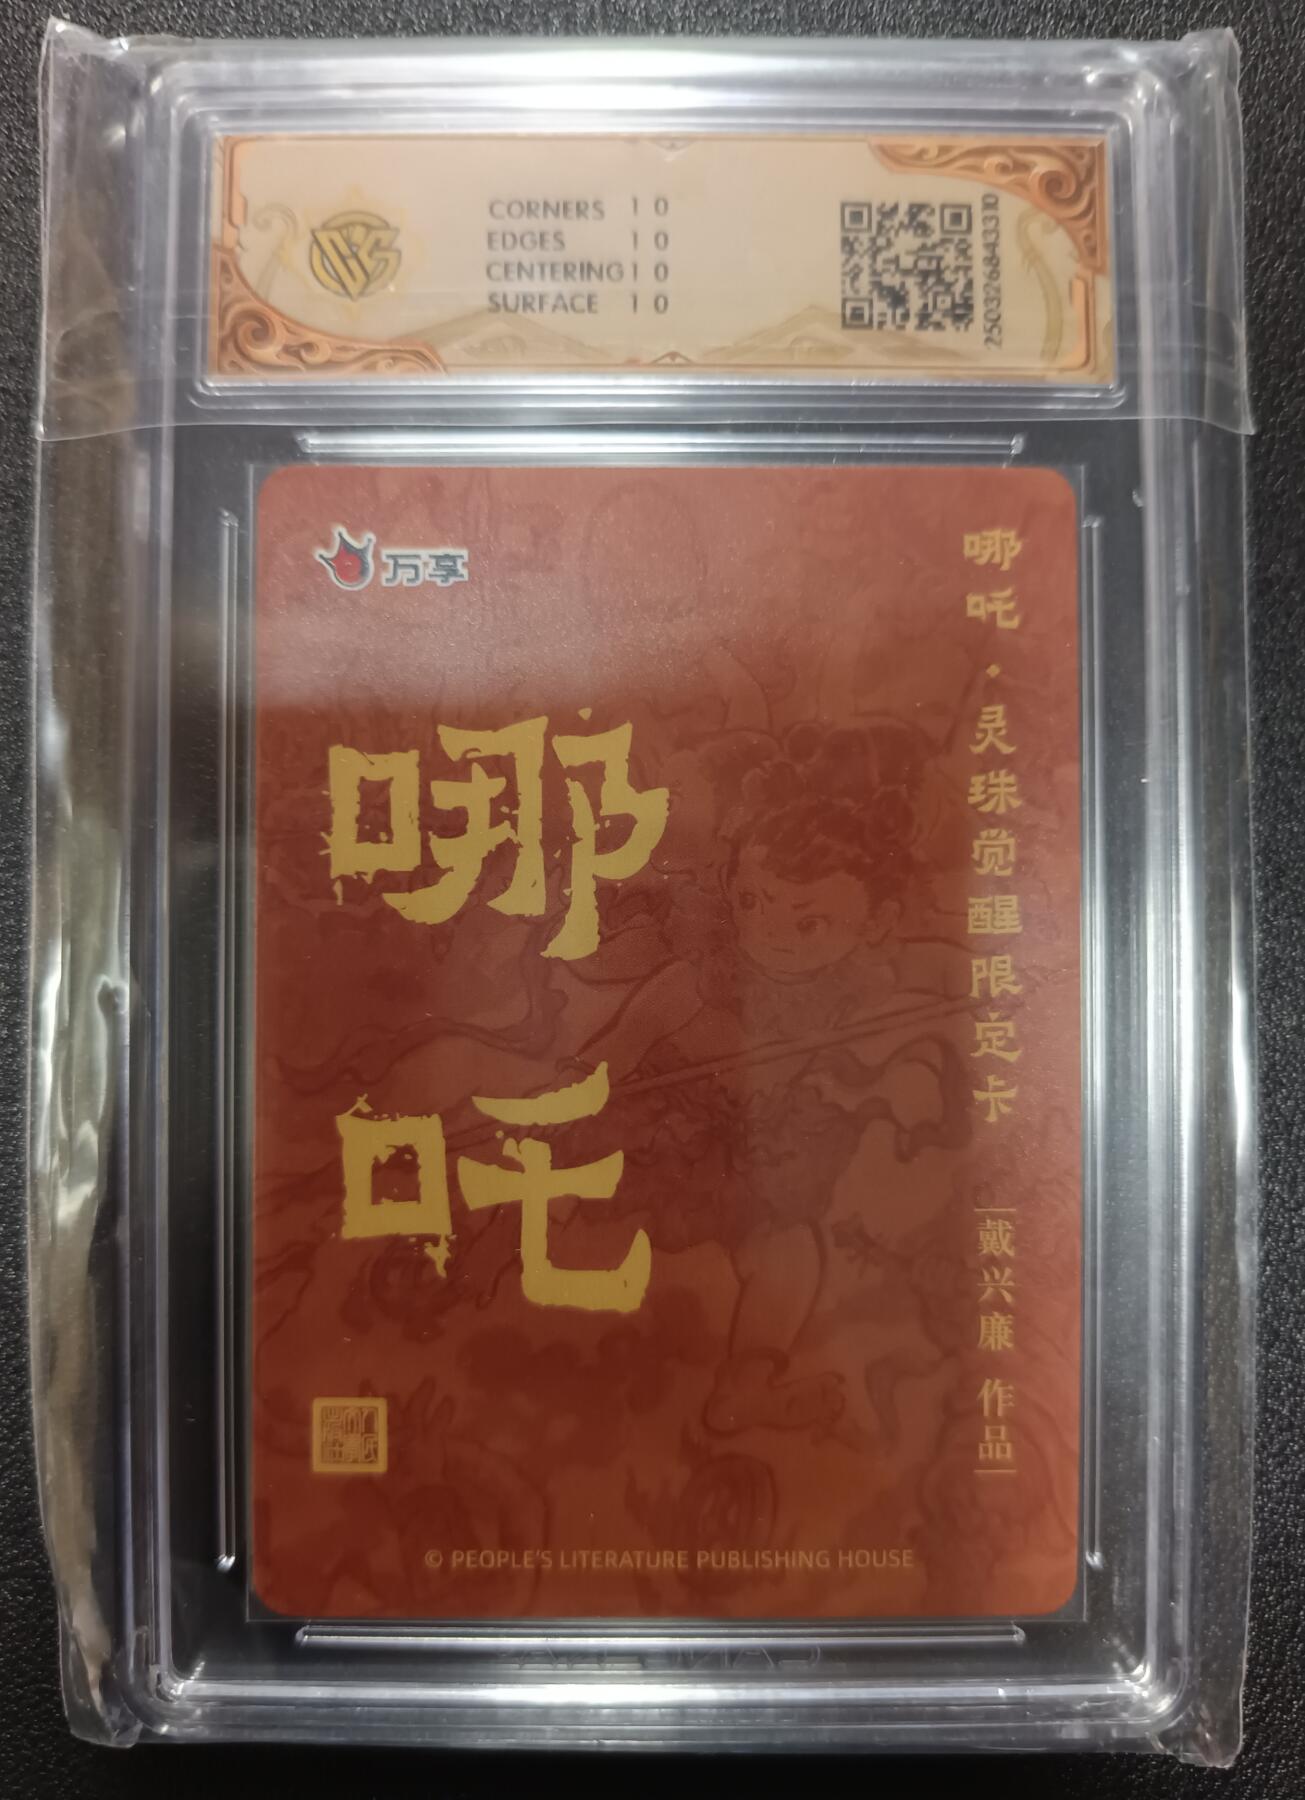 CORNERS 10
EDGES 10
CENTERING 10
SURFACE 10
250326843310
万享
哪吒
哪吒·灵珠觉醒限定卡
戴兴廉 作品
© PEOPLE'S LITERATURE PUBLISHING HOUSE